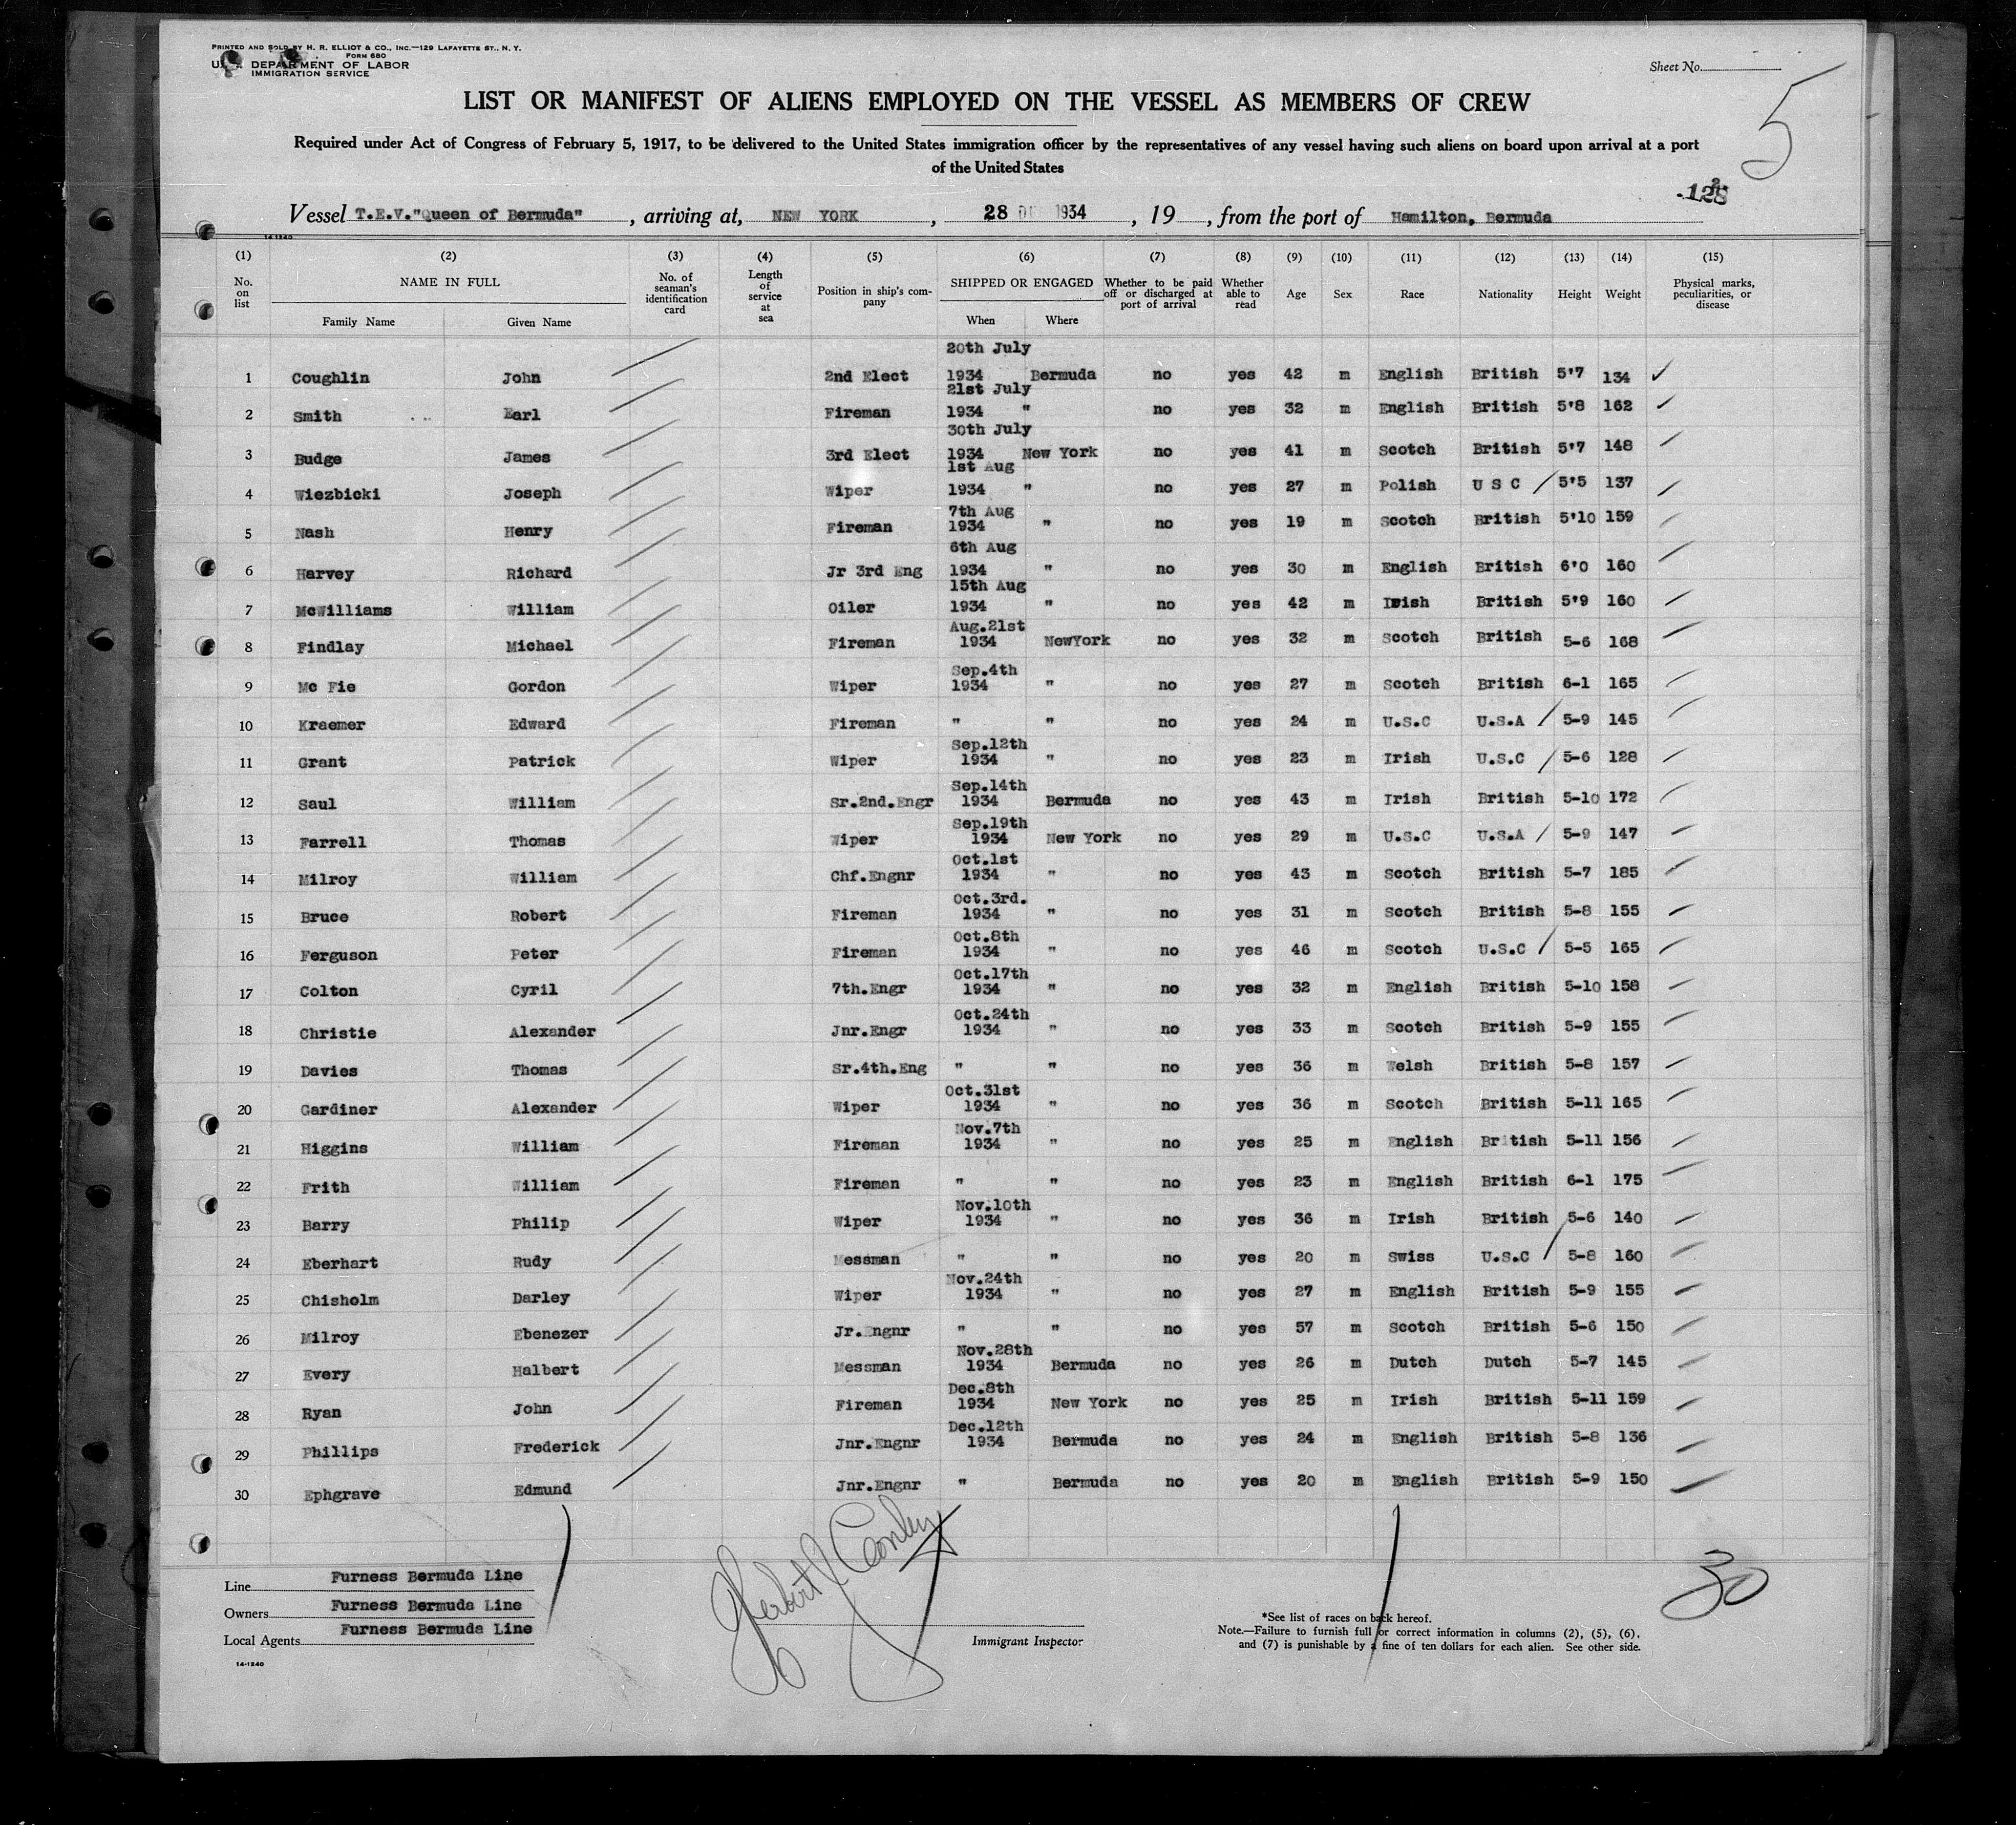 PRINTED AND SOLD BY H. R. ELLIOT & CO., INC.—129 LAFAYETTE ST., N. Y.
FORM 680
U. S. DEPARTMENT OF LABOR
IMMIGRATION SERVICE
Sheet No.
5
LIST OR MANIFEST OF ALIENS EMPLOYED ON THE VESSEL AS MEMBERS OF CREW
Required under Act of Congress of February 5, 1917, to be delivered to the United States immigration officer by the representatives of any vessel having such aliens on board upon arrival at a port
of the United States
Vessel T.E.V."Queen of Bermuda", arriving at, NEW YORK, 28 1934, 19 , from the port of Hamilton, Bermuda
14-1240
(1) (2) (3) (4) (5) (6) (7) (8) (9) (10) (11) (12) (13) (14) (15)
No. on list NAME IN FULL Family Name Given Name No. of seaman's identification card Length of service at sea Position in ship's company SHIPPED OR ENGAGED When Where Whether to be paid off or discharged at port of arrival Whether able to read Age Sex Race Nationality Height Weight Physical marks, peculiarities, or disease
1 Coughlin John 2nd Elect 20th July 1934 Bermuda no yes 42 m English British 5'7 134
2 Smith Earl Fireman 21st July 1934 " no yes 32 m English British 5'8 162
3 Budge James 3rd Elect 30th July 1934 New York no yes 41 m Scotch British 5'7 148
4 Wiezbicki Joseph Wiper 1st Aug 1934 " no yes 27 m Polish U S C 5'5 137
5 Nash Henry Fireman 7th Aug 1934 " no yes 19 m Scotch British 5'10 159
6 Harvey Richard Jr 3rd Eng 6th Aug 1934 " no yes 30 m English British 6'0 160
7 McWilliams William Oiler 15th Aug 1934 " no yes 42 m Irish British 5'9 160
8 Findlay Michael Fireman Aug.21st 1934 NewYork no yes 32 m Scotch British 5-6 168
9 Mc Fie Gordon Wiper Sep.4th 1934 " no yes 27 m Scotch British 6-1 165
10 Kraemer Edward Fireman " " no yes 24 m U.S.C U.S.A 5-9 145
11 Grant Patrick Wiper Sep.12th 1934 " no yes 23 m Irish U.S.C 5-6 128
12 Saul William Sr.2nd.Engr Sep.14th 1934 Bermuda no yes 43 m Irish British 5-10 172
13 Farrell Thomas Wiper Sep.19th 1934 New York no yes 29 m U.S.C U.S.A 5-9 147
14 Milroy William Chf.Engnr Oct.1st 1934 " no yes 43 m Scotch British 5-7 185
15 Bruce Robert Fireman Oct.3rd. 1934 " no yes 31 m Scotch British 5-8 155
16 Ferguson Peter Fireman Oct.8th 1934 " no yes 46 m Scotch U.S.C 5-5 165
17 Colton Cyril 7th.Engr Oct.17th 1934 " no yes 32 m English British 5-10 158
18 Christie Alexander Jnr.Engr Oct.24th 1934 " no yes 33 m Scotch British 5-9 155
19 Davies Thomas Sr.4th.Eng " " no yes 36 m Welsh British 5-8 157
20 Gardiner Alexander Wiper Oct.31st 1934 " no yes 36 m Scotch British 5-11 165
21 Higgins William Fireman Nov.7th 1934 " no yes 25 m English British 5-11 156
22 Frith William Fireman " " no yes 23 m English British 6-1 175
23 Barry Philip Wiper Nov.10th 1934 " no yes 36 m Irish British 5-6 140
24 Eberhart Rudy Messman " " no yes 20 m Swiss U.S.C 5-8 160
25 Chisholm Darley Wiper Nov.24th 1934 " no yes 27 m English British 5-9 155
26 Milroy Ebenezer Jr.Engnr " " no yes 57 m Scotch British 5-6 150
27 Every Halbert Messman Nov.28th 1934 Bermuda no yes 26 m Dutch Dutch 5-7 145
28 Ryan John Fireman Dec.8th 1934 New York no yes 25 m Irish British 5-11 159
29 Phillips Frederick Jnr.Engnr Dec.12th 1934 Bermuda no yes 24 m English British 5-8 136
30 Ephgrave Edmund Jnr.Engnr " Bermuda no yes 20 m English British 5-9 150
30
Line Furness Bermuda Line
Owners Furness Bermuda Line
Local Agents Furness Bermuda Line
14-1240
Herbert J Conley
Immigrant Inspector
*See list of races on back hereof.
Note.—Failure to furnish full or correct information in columns (2), (5), (6),
and (7) is punishable by a fine of ten dollars for each alien. See other side.